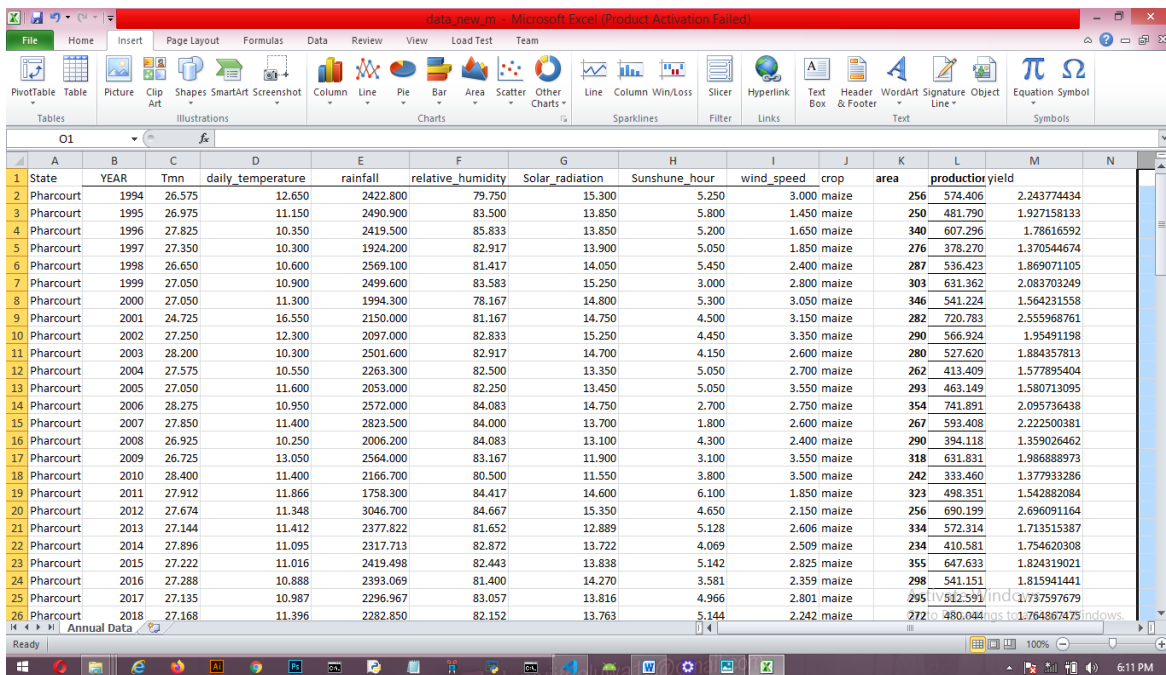 data_new_m - Microsoft Excel (Product Activation Failed)
File Home Insert Page Layout Formulas Data Review View Load Test Team
PivotTable Table Picture Clip Art Shapes SmartArt Screenshot Column Line Pie Bar Area Scatter Other Charts Line Column Win/Loss Slicer Hyperlink Text Box Header & Footer WordArt Signature Line Object Equation Symbol
Tables Illustrations Charts Sparklines Filter Links Text Symbols
O1 fx
A B C D E F G H I J K L M N
1 State YEAR Tmn daily_temperature rainfall relative_humidity Solar_radiation Sunshune_hour wind_speed crop area production yield
2 Pharcourt 1994 26.575 12.650 2422.800 79.750 15.300 5.250 3.000 maize 256 574.406 2.243774434
3 Pharcourt 1995 26.975 11.150 2490.900 83.500 13.850 5.800 1.450 maize 250 481.790 1.927158133
4 Pharcourt 1996 27.825 10.350 2419.500 85.833 13.850 5.200 1.650 maize 340 607.296 1.78616592
5 Pharcourt 1997 27.350 10.300 1924.200 82.917 13.900 5.050 1.850 maize 276 378.270 1.370544674
6 Pharcourt 1998 26.650 10.600 2569.100 81.417 14.050 5.450 2.400 maize 287 536.423 1.869071105
7 Pharcourt 1999 27.050 10.900 2499.600 83.583 15.250 3.000 2.800 maize 303 631.362 2.083703249
8 Pharcourt 2000 27.050 11.300 1994.300 78.167 14.800 5.300 3.050 maize 346 541.224 1.564231558
9 Pharcourt 2001 24.725 16.550 2150.000 81.167 14.750 4.500 3.150 maize 282 720.783 2.555968761
10 Pharcourt 2002 27.250 12.300 2097.000 82.833 15.250 4.450 3.350 maize 290 566.924 1.95491198
11 Pharcourt 2003 28.200 10.300 2501.600 82.917 14.700 4.150 2.600 maize 280 527.620 1.884357813
12 Pharcourt 2004 27.575 10.550 2263.300 82.500 13.350 5.050 2.700 maize 262 413.409 1.577895404
13 Pharcourt 2005 27.050 11.600 2053.000 82.250 13.450 5.050 3.550 maize 293 463.149 1.580713095
14 Pharcourt 2006 28.275 10.950 2572.000 84.083 14.750 2.700 2.750 maize 354 741.891 2.095736438
15 Pharcourt 2007 27.850 11.400 2823.500 84.000 13.700 1.800 2.600 maize 267 593.408 2.222500381
16 Pharcourt 2008 26.925 10.250 2006.200 84.083 13.100 4.300 2.400 maize 290 394.118 1.359026462
17 Pharcourt 2009 26.725 13.050 2564.000 83.167 11.900 3.100 3.550 maize 318 631.831 1.986888973
18 Pharcourt 2010 28.400 11.400 2166.700 80.500 11.550 3.800 3.500 maize 242 333.460 1.377933286
19 Pharcourt 2011 27.912 11.866 1758.300 84.417 14.600 6.100 1.850 maize 323 498.351 1.542882084
20 Pharcourt 2012 27.674 11.348 3046.700 84.667 15.350 4.650 2.150 maize 256 690.199 2.696091164
21 Pharcourt 2013 27.144 11.412 2377.822 81.652 12.889 5.128 2.606 maize 334 572.314 1.713515387
22 Pharcourt 2014 27.896 11.095 2317.713 82.872 13.722 4.069 2.509 maize 234 410.581 1.754620308
23 Pharcourt 2015 27.222 11.016 2419.498 82.443 13.838 5.142 2.825 maize 355 647.633 1.824319021
24 Pharcourt 2016 27.288 10.888 2393.069 81.400 14.270 3.581 2.359 maize 298 541.151 1.815941441
25 Pharcourt 2017 27.135 10.987 2296.967 83.057 13.816 4.966 2.801 maize 295 512.591 1.737597679
26 Pharcourt 2018 27.168 11.396 2282.850 82.152 13.763 5.144 2.242 maize 272 480.044 1.764867475
Annual Data
Ready 100%
6:11 PM